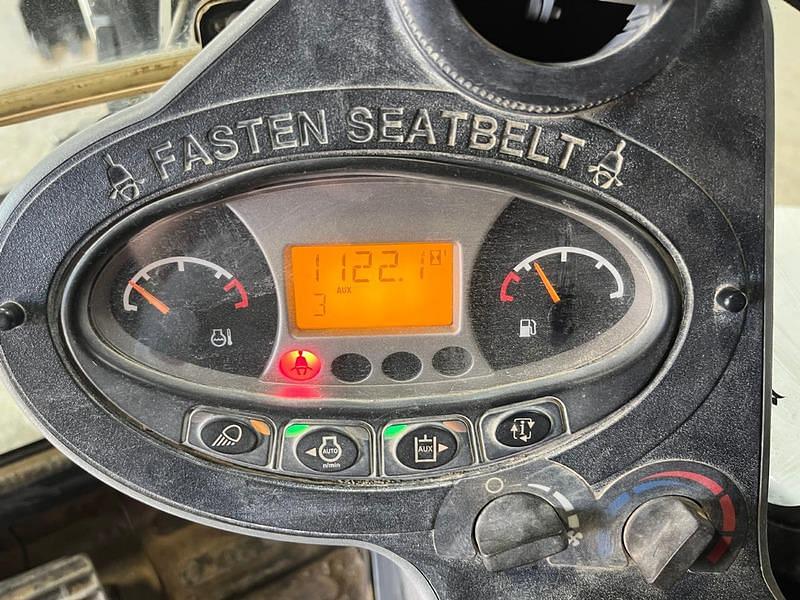 FASTEN SEATBELT
1122.1
AUX
3
AUTO
n/min
AUX